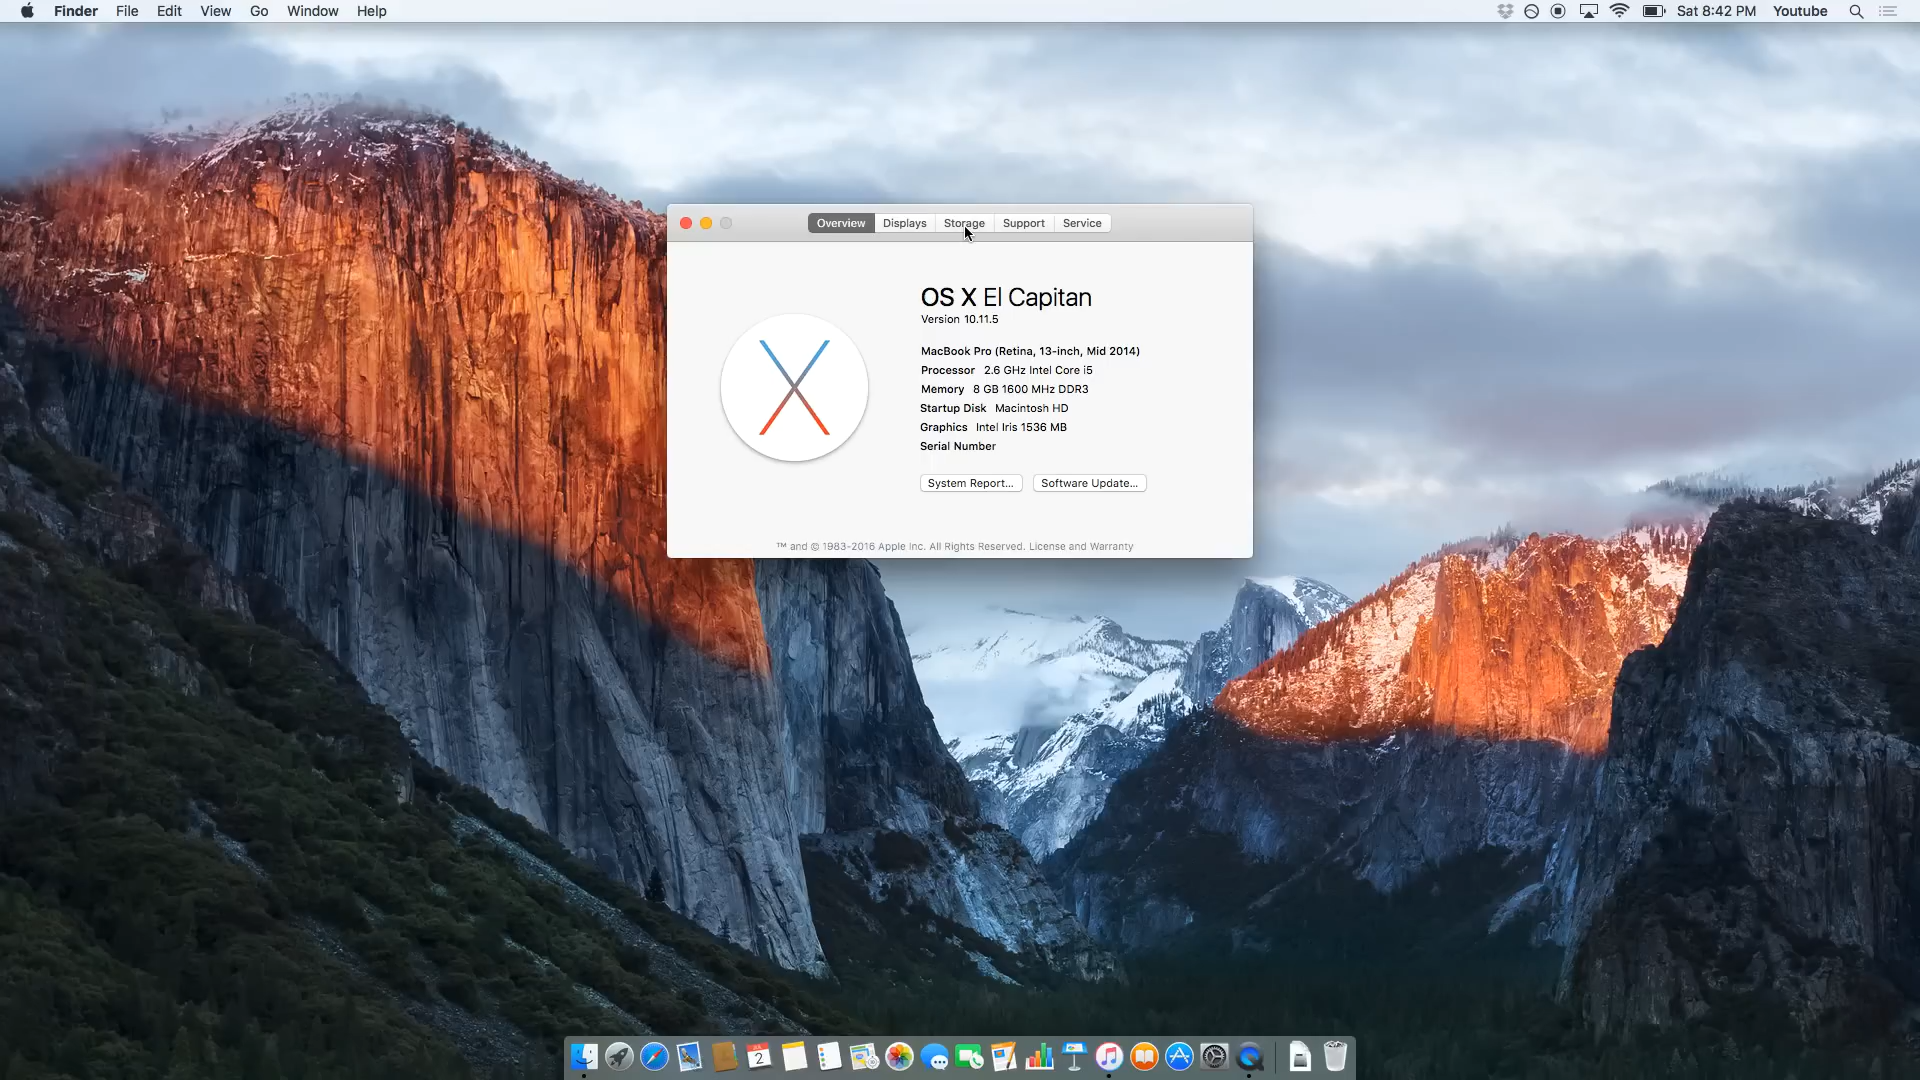 Finder File Edit View Go Window Help Sat 8:42 PM Youtube
Overview Displays Storage Support Service
OS X El Capitan
Version 10.11.5
MacBook Pro (Retina, 13-inch, Mid 2014)
Processor 2.6 GHz Intel Core i5
Memory 8 GB 1600 MHz DDR3
Startup Disk Macintosh HD
Graphics Intel Iris 1536 MB
Serial Number
System Report... Software Update...
™ and © 1983-2016 Apple Inc. All Rights Reserved. License and Warranty
2